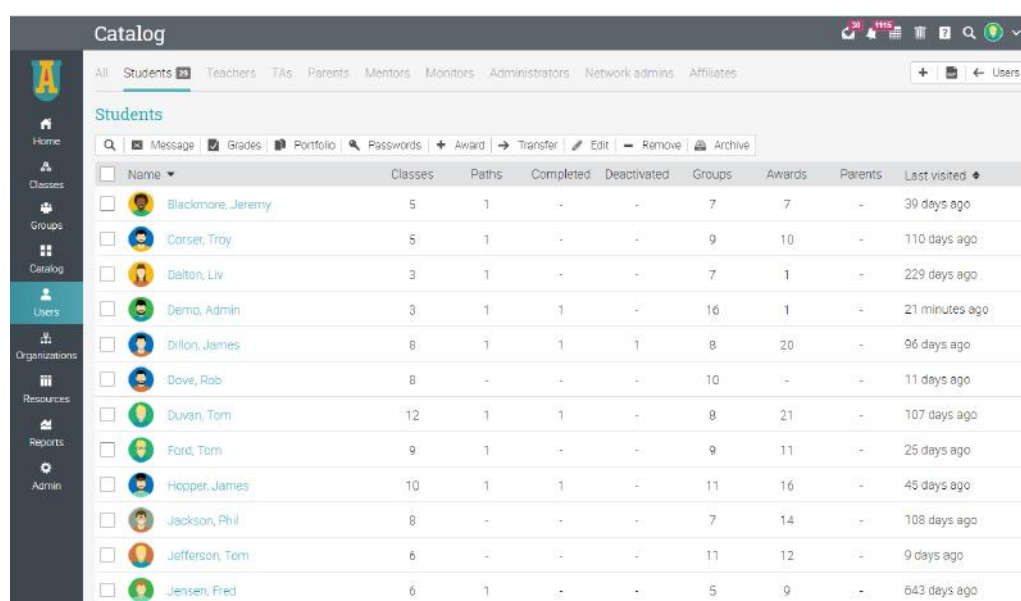 Catalog
30 1115
All Students 23 Teachers TAs Parents Mentors Monitors Administrators Network admins Affiliates
+ ← Users
Students
Message Grades Portfolio Passwords + Award → Transfer Edit − Remove Archive
Name Classes Paths Completed Deactivated Groups Awards Parents Last visited
Blackmore, Jeremy 5 1 - - 7 7 - 39 days ago
Corser, Troy 5 1 - - 9 10 - 110 days ago
Dalton, Liv 3 1 - - 7 1 - 229 days ago
Demo, Admin 3 1 1 - 16 1 - 21 minutes ago
Dillon, James 8 1 1 1 8 20 - 96 days ago
Dove, Rob 8 - - - 10 - - 11 days ago
Duvan, Tom 12 1 1 - 8 21 - 107 days ago
Ford, Tom 9 1 - - 9 11 - 25 days ago
Hopper, James 10 1 1 - 11 16 - 45 days ago
Jackson, Phil 8 - - - 7 14 - 108 days ago
Jefferson, Tom 6 - - - 11 12 - 9 days ago
Jensen, Fred 6 1 - - 5 9 - 643 days ago
A
Home
Classes
Groups
Catalog
Users
Organizations
Resources
Reports
Admin